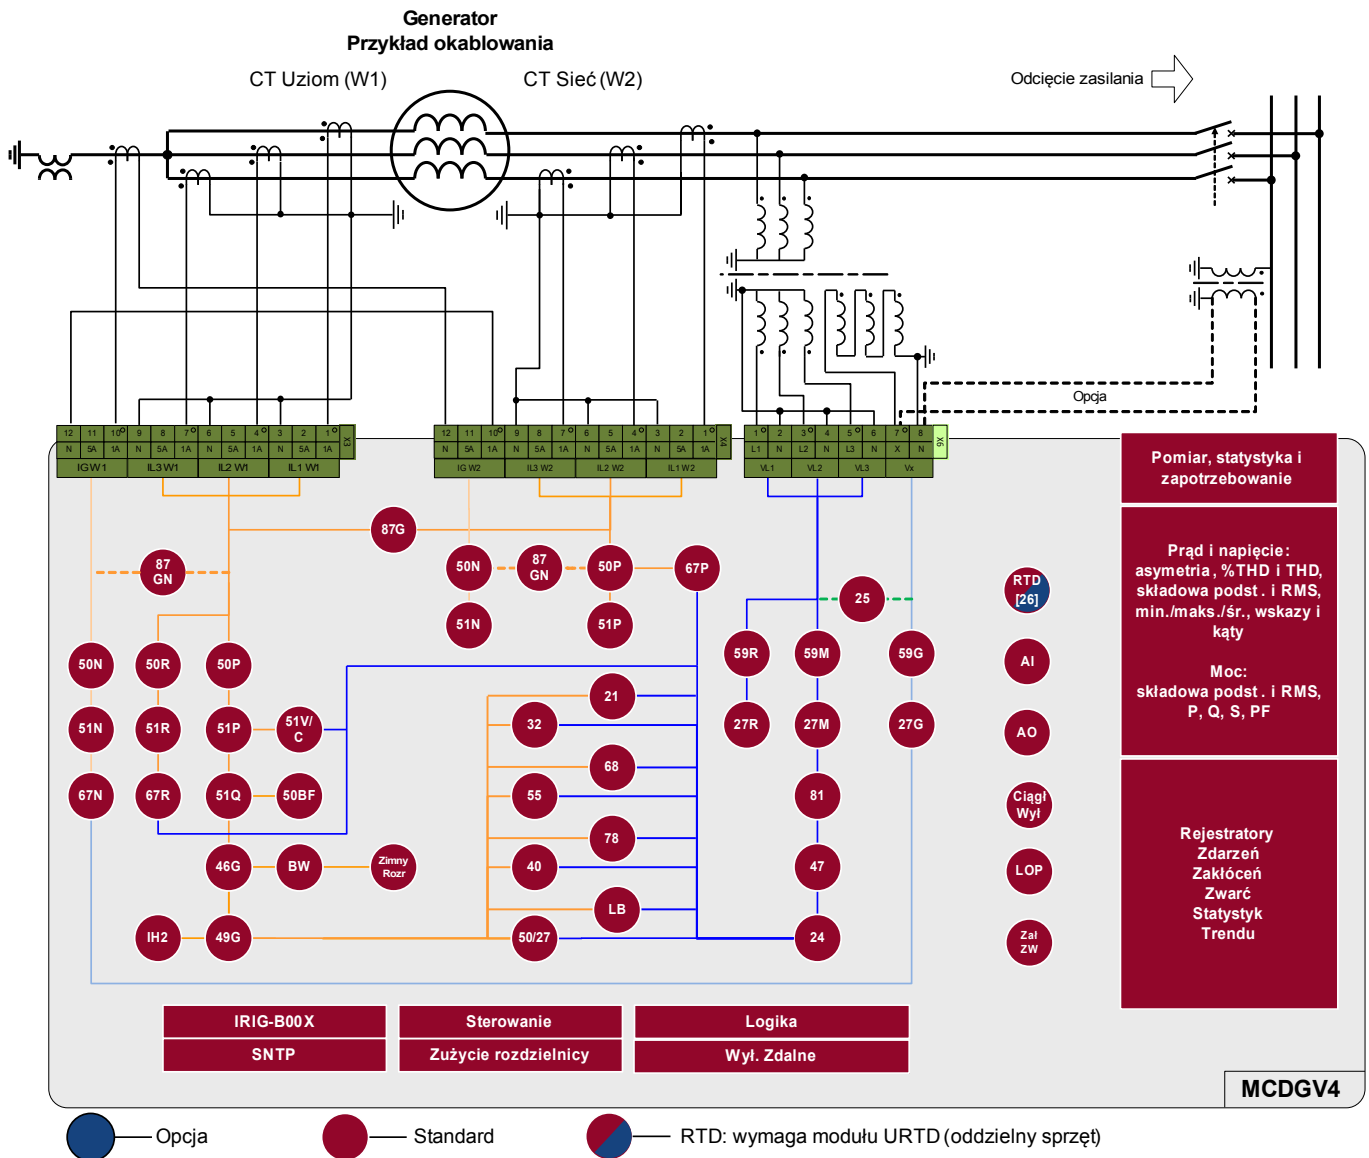 Generator
Przykład okablowania
CT Uziom (W1)
CT Sieć (W2)
Odcięcie zasilania
Opcja
12 11 10 9 8 7 6 5 4 3 2 1
N 5A 1A N 5A 1A N 5A 1A N 5A 1A
X3
IG W1 IL3 W1 IL2 W1 IL1 W1
12 11 10 9 8 7 6 5 4 3 2 1
N 5A 1A N 5A 1A N 5A 1A N 5A 1A
X4
IG W2 IL3 W2 IL2 W2 IL1 W2
1 2 3 4 5 6 7 8
L1 N L2 N L3 N X N
X6
VL1 VL2 VL3 Vx
Pomiar, statystyka i
zapotrzebowanie
87G
87
GN
50N
87
GN
50P
67P
25
RTD
[26]
51N
51P
50N
50R
50P
59R
59M
59G
AI
21
51N
51R
51P
51V/
C
32
27R
27M
27G
AO
68
67N
67R
51Q
50BF
55
81
Ciągł
Wył
78
46G
BW
Zimny
Rozr
40
47
LOP
LB
IH2
49G
50/27
24
Zał
ZW
Prąd i napięcie:
asymetria, %THD i THD,
składowa podst. i RMS,
min./maks./śr., wskazy i
kąty
Moc:
składowa podst. i RMS,
P, Q, S, PF
Rejestratory
Zdarzeń
Zakłóceń
Zwarć
Statystyk
Trendu
IRIG-B00X
Sterowanie
Logika
SNTP
Zużycie rozdzielnicy
Wył. Zdalne
MCDGV4
Opcja
Standard
RTD: wymaga modułu URTD (oddzielny sprzęt)